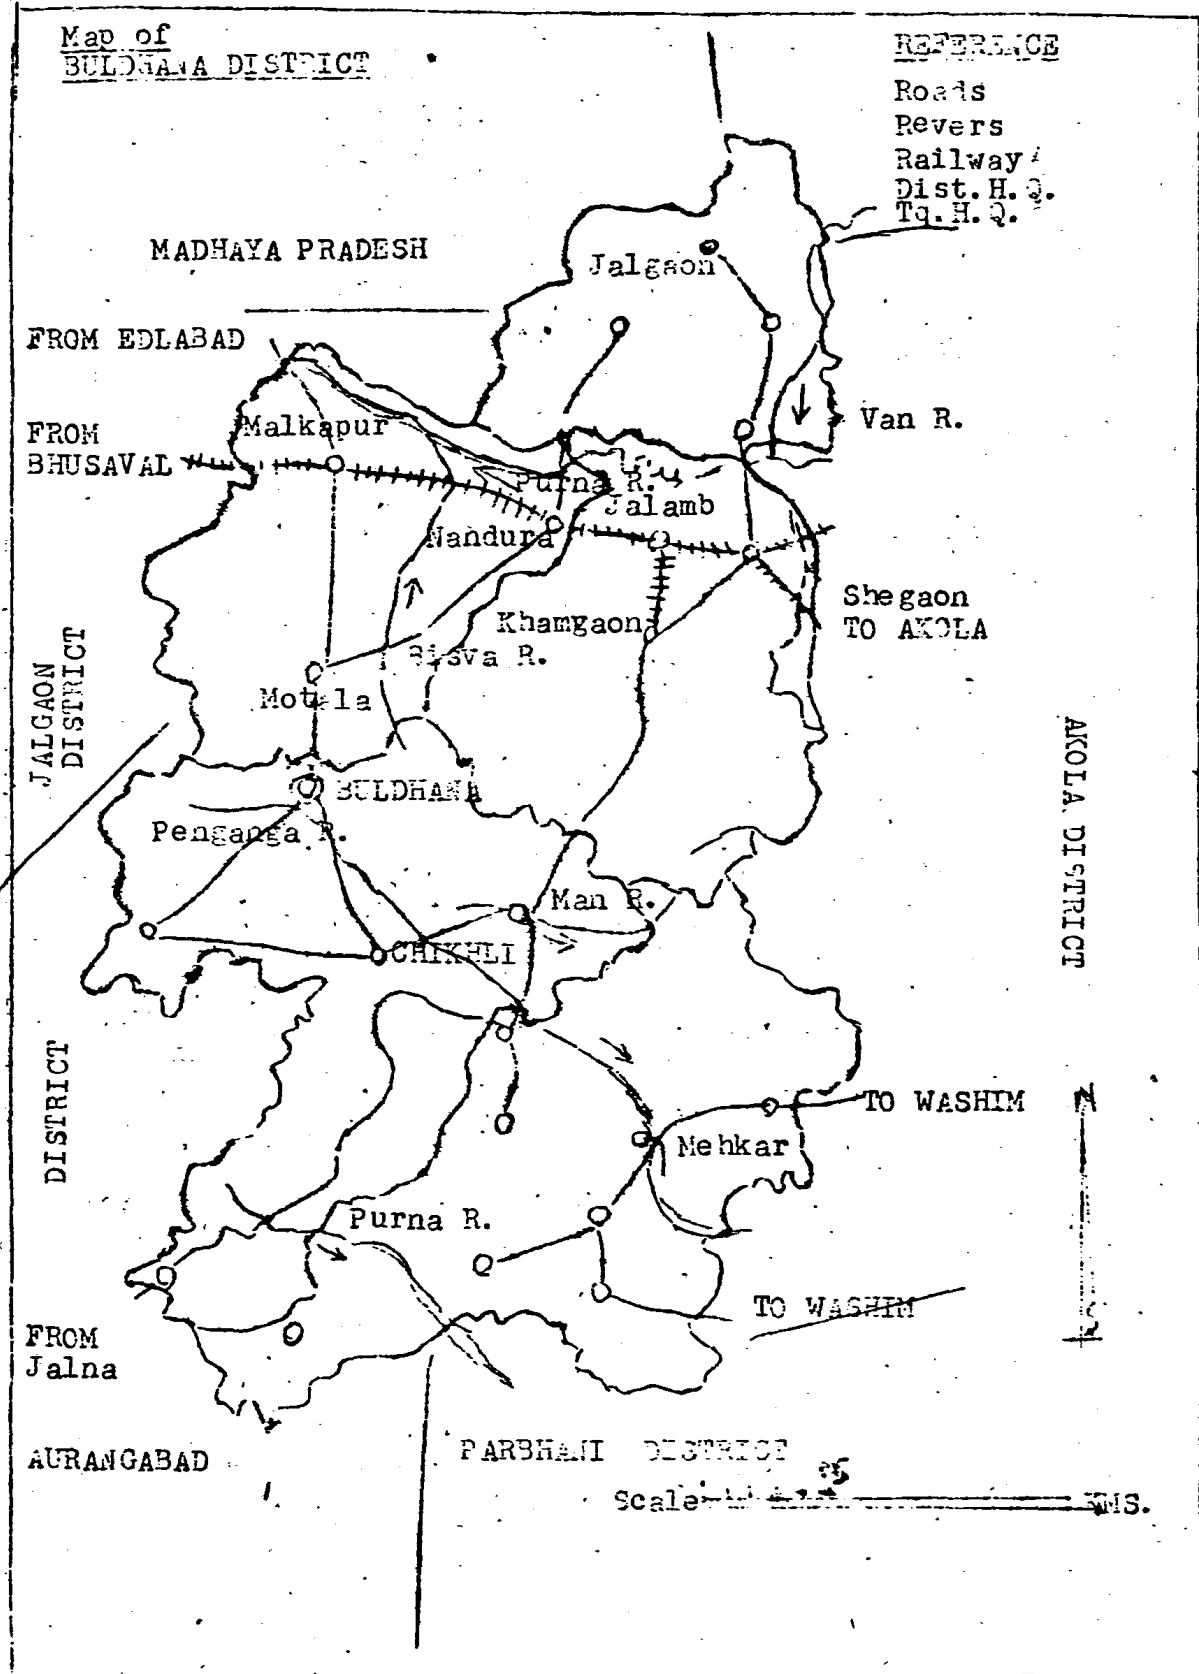 Map of
BULDHANA DISTRICT
REFERENCE
Roads
Revers
Railway
Dist. H.Q.
Tq. H.Q.
MADHAYA PRADESH
Jalgaon
FROM EDLABAD
Malkapur
FROM
BHUSAVAL
Van R.
Purna R.
Jalamb
Nandura
Khamgaon
Shegaon
TO AKOLA
Bisva R.
Motala
JALGAON
DISTRICT
AKOLA DISTRICT
BULDHANA
Penganga R.
Man R.
CHIKHLI
DISTRICT
TO WASHIM
N
Mehkar
Purna R.
TO WASHIM
S
FROM
Jalna
AURANGABAD
PARBHANI DISTRICT
Scale
KMS.